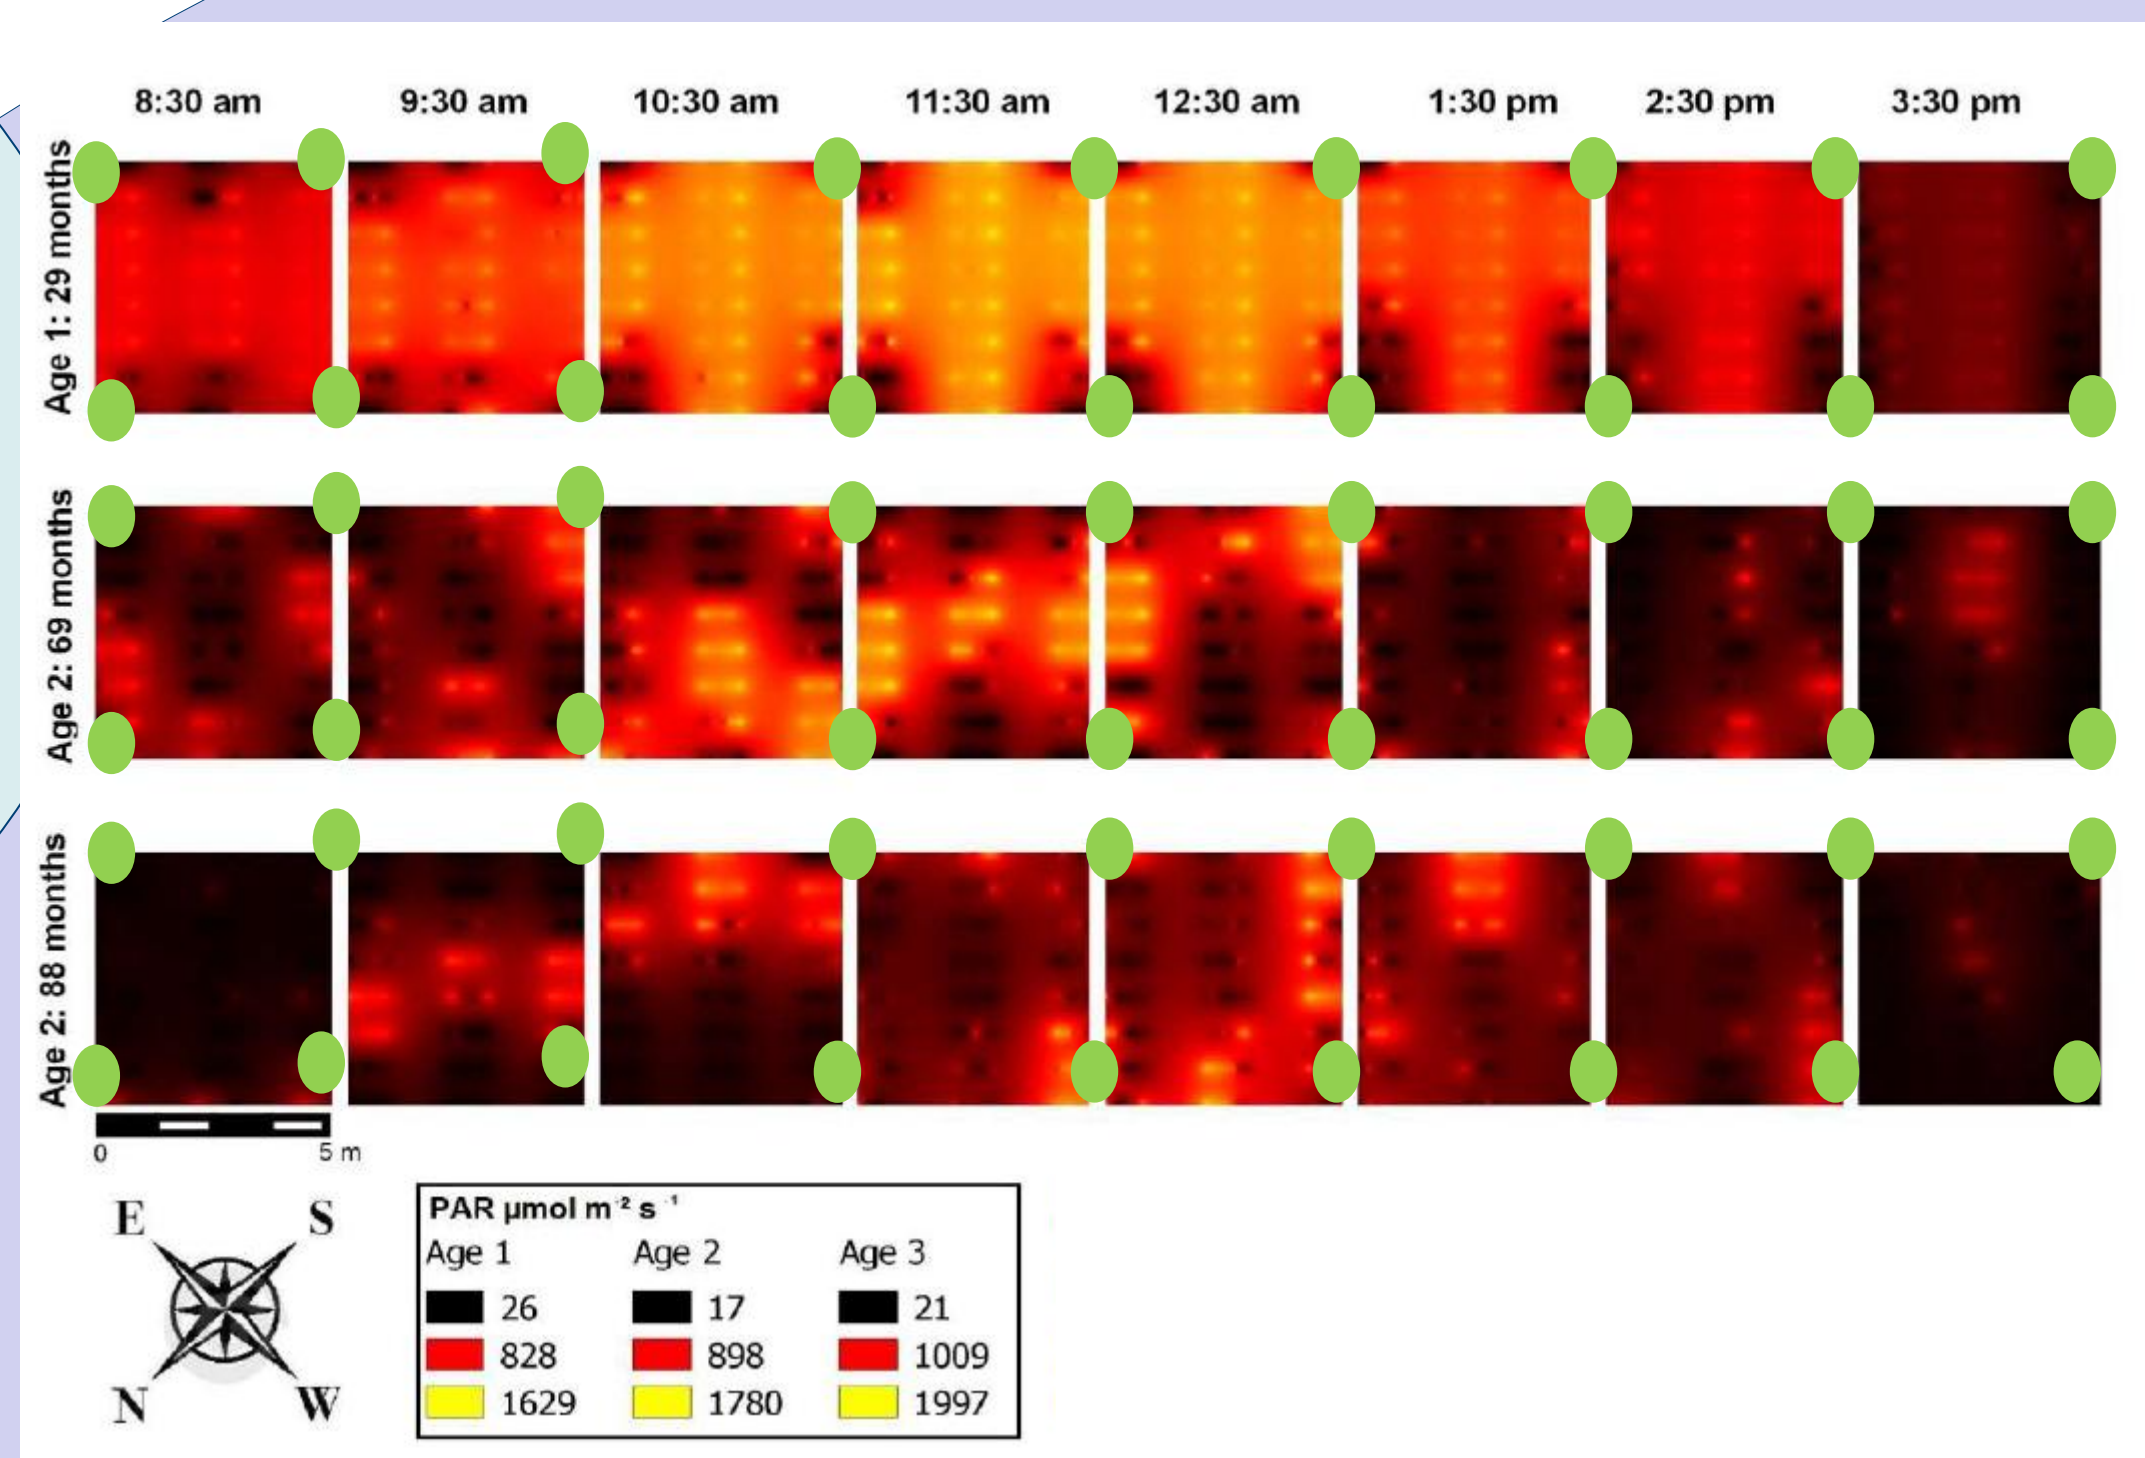 8:30 am 9:30 am 10:30 am 11:30 am 12:30 am 1:30 pm 2:30 pm 3:30 pm
Age 1: 29 months
Age 2: 69 months
Age 2: 88 months
0 5 m
E S
N W
PAR µmol m⁻² s⁻¹
Age 1 Age 2 Age 3
26 17 21
828 898 1009
1629 1780 1997